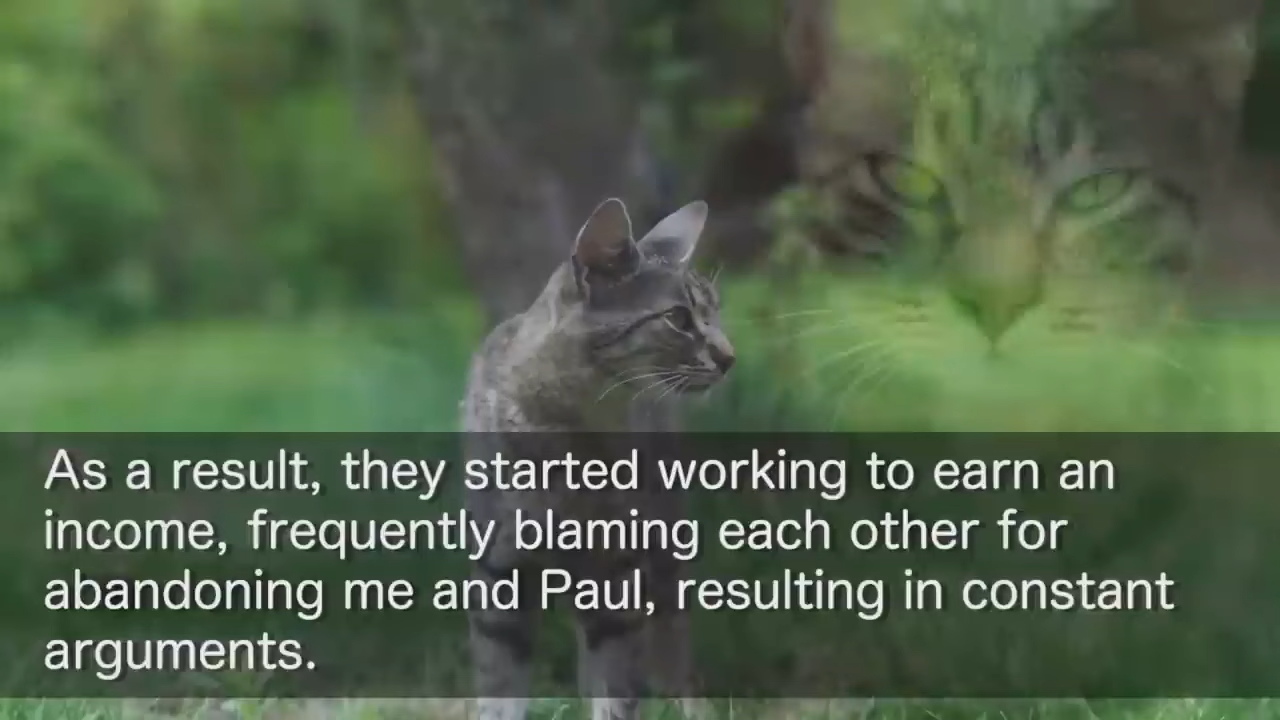 As a result, they started working to earn an
income, frequently blaming each other for
abandoning me and Paul, resulting in constant
arguments.